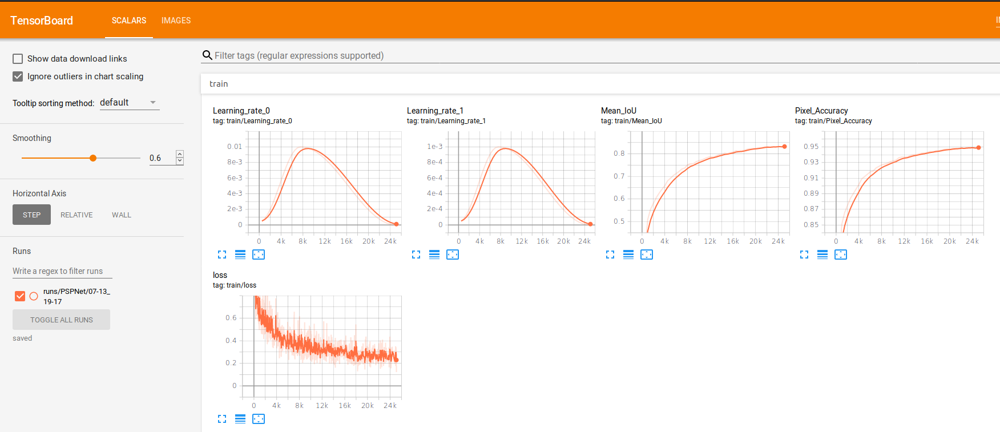 TensorBoard
SCALARS
IMAGES
Show data download links
Ignore outliers in chart scaling
Tooltip sorting method: default
Smoothing
0.6
Horizontal Axis
STEP RELATIVE WALL
Runs
Write a regex to filter runs
runs/PSPNet/07-13_
19-17
TOGGLE ALL RUNS
saved
Filter tags (regular expressions supported)
train
Learning_rate_0
tag: train/Learning_rate_0
0.01
8e-3
6e-3
4e-3
2e-3
0
0 4k 8k 12k 16k 20k 24k
Learning_rate_1
tag: train/Learning_rate_1
1e-3
8e-4
6e-4
4e-4
2e-4
0
0 4k 8k 12k 16k 20k 24k
Mean_IoU
tag: train/Mean_IoU
0.8
0.7
0.6
0.5
0 4k 8k 12k 16k 20k 24k
Pixel_Accuracy
tag: train/Pixel_Accuracy
0.95
0.93
0.91
0.89
0.87
0.85
0 4k 8k 12k 16k 20k 24k
loss
tag: train/loss
0.6
0.4
0.2
0
0 4k 8k 12k 16k 20k 24k